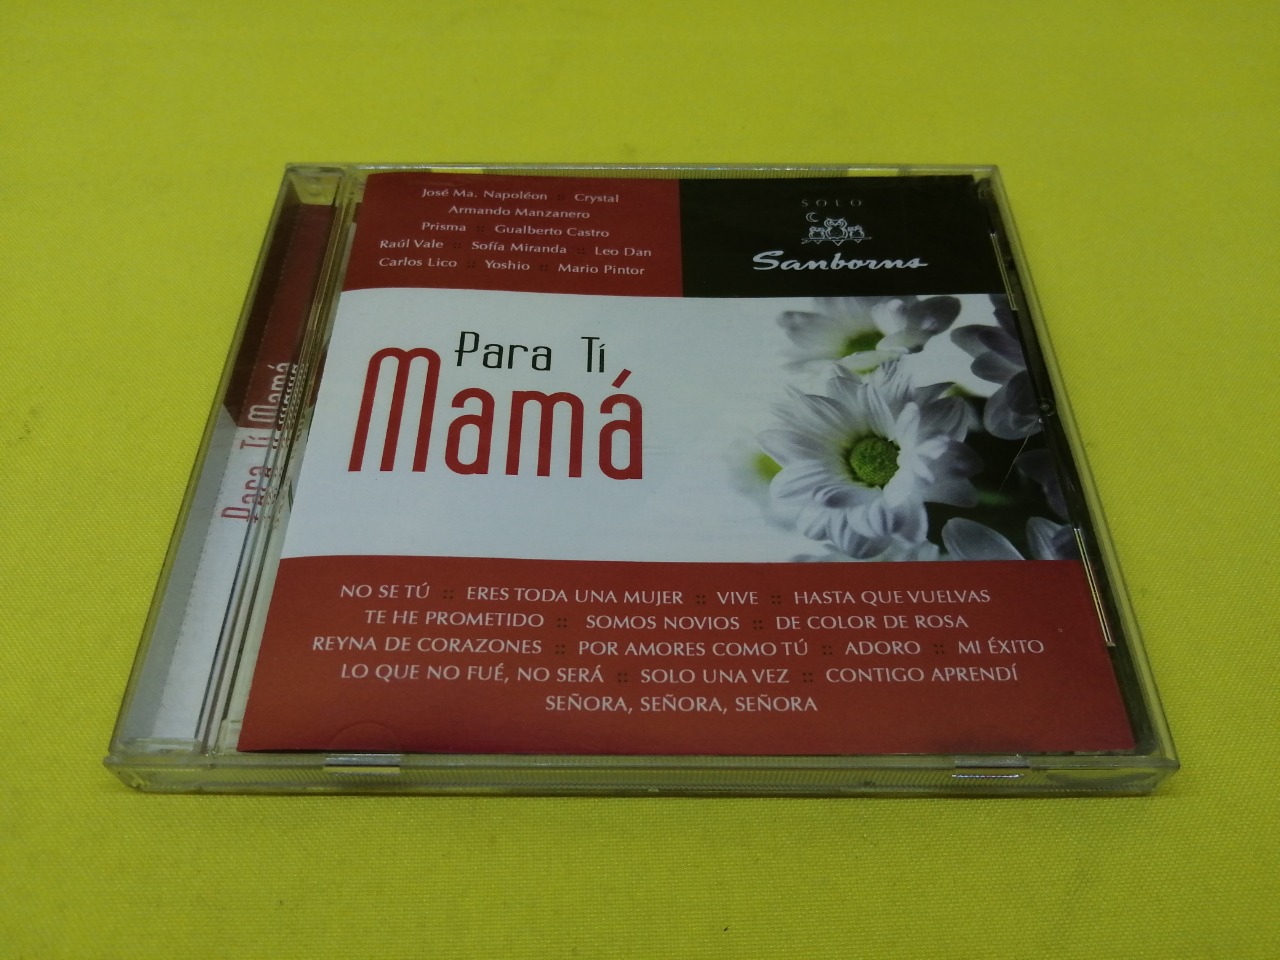 José Ma. Napoléon :: Crystal
Armando Manzanero
Prisma :: Gualberto Castro
Raúl Vale :: Sofía Miranda :: Leo Dan
Carlos Lico :: Yoshio :: Mario Pintor
SOLO
Sanborns
Para Tí
Mamá
Para Tí Mamá
NO SE TÚ :: ERES TODA UNA MUJER :: VIVE :: HASTA QUE VUELVAS
TE HE PROMETIDO :: SOMOS NOVIOS :: DE COLOR DE ROSA
REYNA DE CORAZONES :: POR AMORES COMO TÚ :: ADORO :: MI ÉXITO
LO QUE NO FUÉ, NO SERÁ :: SOLO UNA VEZ :: CONTIGO APRENDÍ
SEÑORA, SEÑORA, SEÑORA